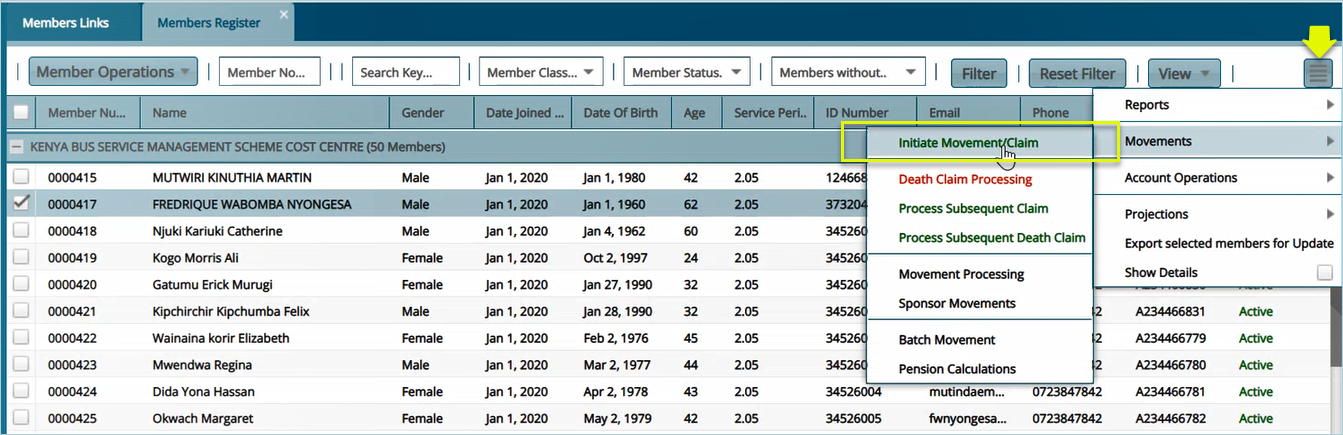 Members Links
Members Register
Member Operations
Member No...
Search Key...
Member Class...
Member Status.
Members without..
Filter
Reset Filter
View
Member Nu...
Name
Gender
Date Joined ...
Date Of Birth
Age
Service Peri..
ID Number
Email
Phone
KENYA BUS SERVICE MANAGEMENT SCHEME COST CENTRE (50 Members)
0000415 MUTWIRI KINUTHIA MARTIN Male Jan 1, 2020 Jan 1, 1980 42 2.05 124668
0000417 FREDRIQUE WABOMBA NYONGESA Male Jan 1, 2020 Jan 1, 1960 62 2.05 373204
0000418 Njuki Kariuki Catherine Male Jan 1, 2020 Jan 4, 1962 60 2.05 345260
0000419 Kogo Morris Ali Female Jan 1, 2020 Oct 2, 1997 24 2.05 345260
0000420 Gatumu Erick Murugi Female Jan 1, 2020 Jan 27, 1990 32 2.05 345260
0000421 Kipchirchir Kipchumba Felix Male Jan 1, 2020 Jan 28, 1990 32 2.05 345260 A234466831 Active
0000422 Wainaina korir Elizabeth Female Jan 1, 2020 Feb 2, 1976 45 2.05 345260 A234466779 Active
0000423 Mwendwa Regina Male Jan 1, 2020 Mar 2, 1977 44 2.05 345260 A234466780 Active
0000424 Dida Yona Hassan Female Jan 1, 2020 Apr 2, 1978 43 2.05 34526004 mutindaem... 0723847842 A234466781 Active
0000425 Okwach Margaret Female Jan 1, 2020 May 2, 1979 42 2.05 34526005 fwnyongesa... 0723847842 A234466782 Active
Reports
Movements
Account Operations
Projections
Export selected members for Update
Show Details
Initiate Movement/Claim
Death Claim Processing
Process Subsequent Claim
Process Subsequent Death Claim
Movement Processing
Sponsor Movements
Batch Movement
Pension Calculations